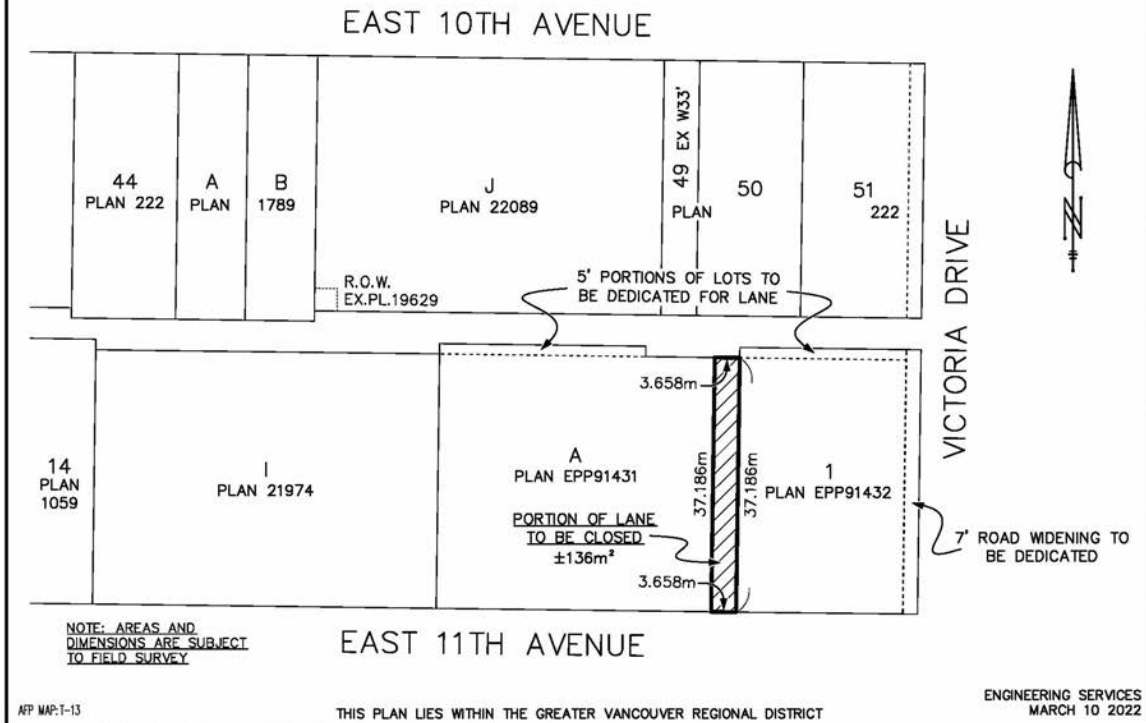 EAST 10TH AVENUE
44
PLAN 222
A
PLAN
B
1789
J
PLAN 22089
49 EX W33'
PLAN
50
51
222
N
VICTORIA DRIVE
R.O.W.
EX.PL.19629
5' PORTIONS OF LOTS TO
BE DEDICATED FOR LANE
3.658m
14
PLAN
1059
I
PLAN 21974
A
PLAN EPP91431
37.186m
37.186m
1
PLAN EPP91432
PORTION OF LANE
TO BE CLOSED
±136m²
3.658m
7' ROAD WIDENING TO
BE DEDICATED
NOTE: AREAS AND
DIMENSIONS ARE SUBJECT
TO FIELD SURVEY
EAST 11TH AVENUE
AFP MAP:T-13
THIS PLAN LIES WITHIN THE GREATER VANCOUVER REGIONAL DISTRICT
ENGINEERING SERVICES
MARCH 10 2022